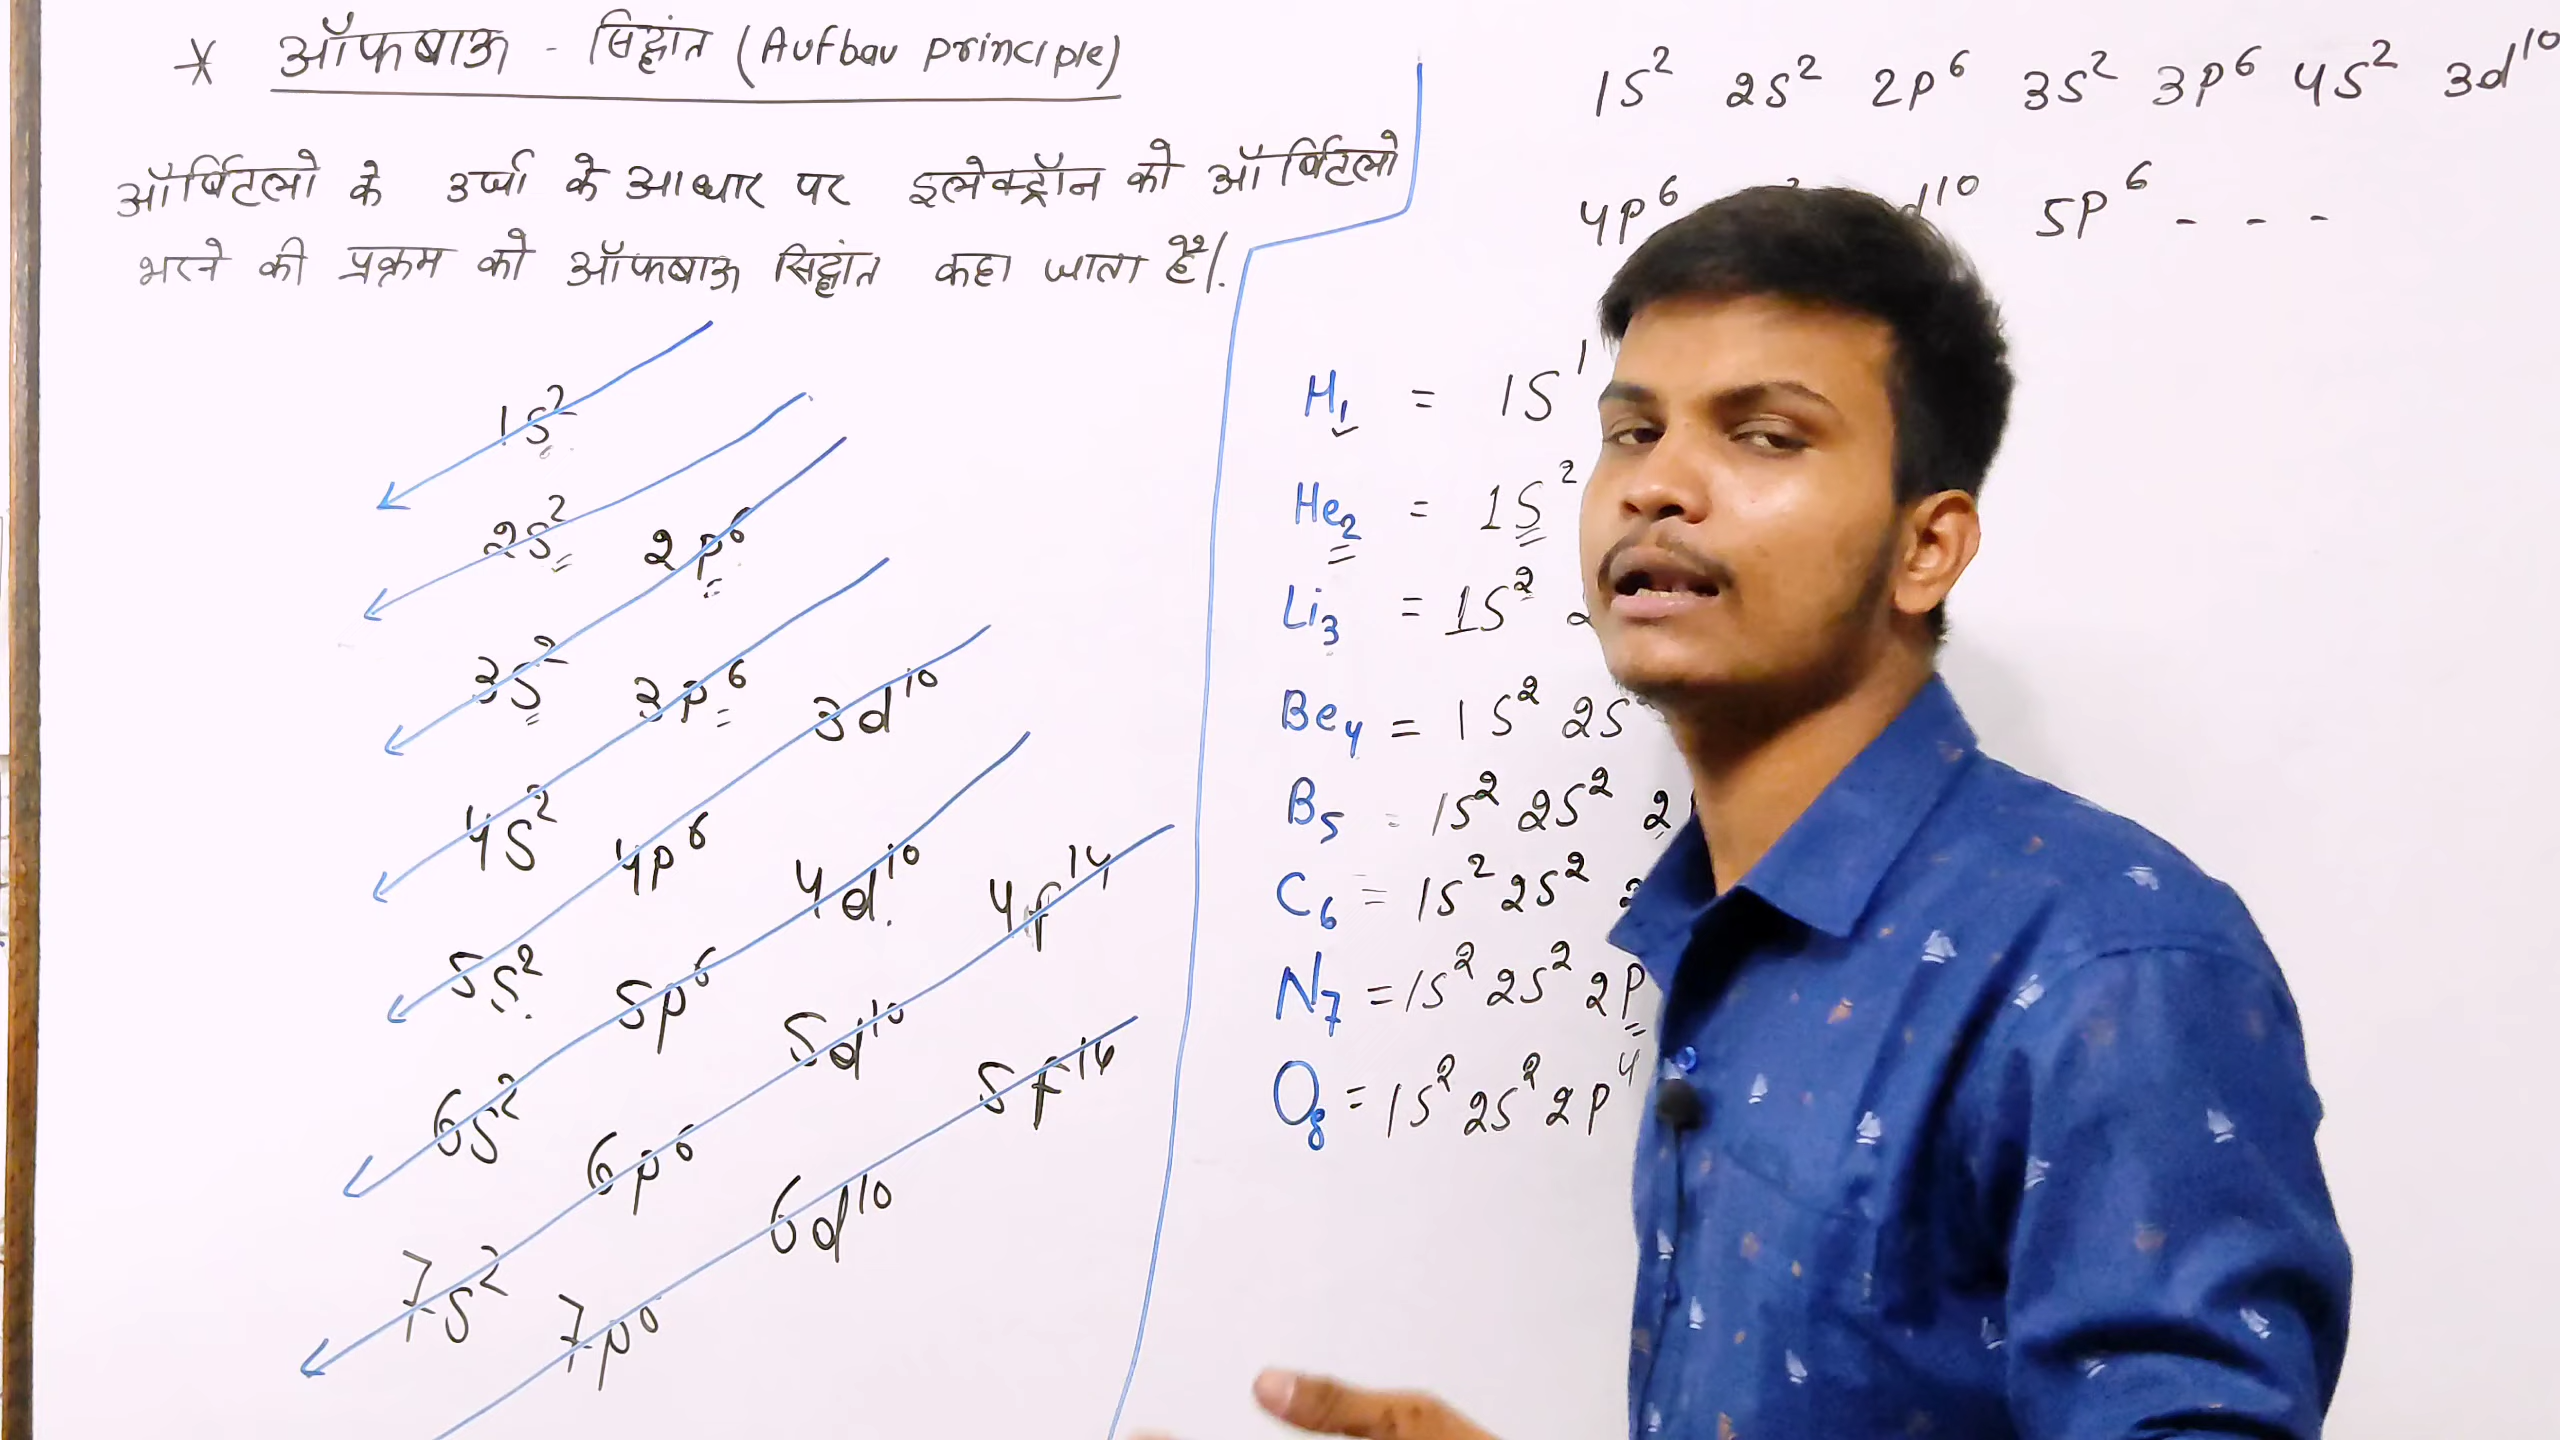 * ऑफबाऊ - सिद्धांत (Aufbau principle)
ऑर्बिटलो के उर्जा के आधार पर इलेक्ट्रॉन को ऑर्बिटलो
भरने की प्रक्रम को ऑफबाऊ सिद्धांत कहा जाता है।
1s²
2s² 2p⁶
3s² 3p⁶ 3d¹⁰
4s² 4p⁶ 4d¹⁰ 4f¹⁴
5s² 5p⁶ 5d¹⁰ 5f¹⁴
6s² 6p⁶ 6d¹⁰
7s² 7p⁶
1s² 2s² 2p⁶ 3s² 3p⁶ 4s² 3d¹⁰
4p⁶ d¹⁰ 5p⁶ - - -
H₁ = 1s¹
He₂ = 1s²
Li₃ = 1s²
Be₄ = 1s² 2s
B₅ = 1s² 2s² 2
C₆ = 1s² 2s²
N₇ = 1s² 2s² 2p
O₈ = 1s² 2s² 2p⁴